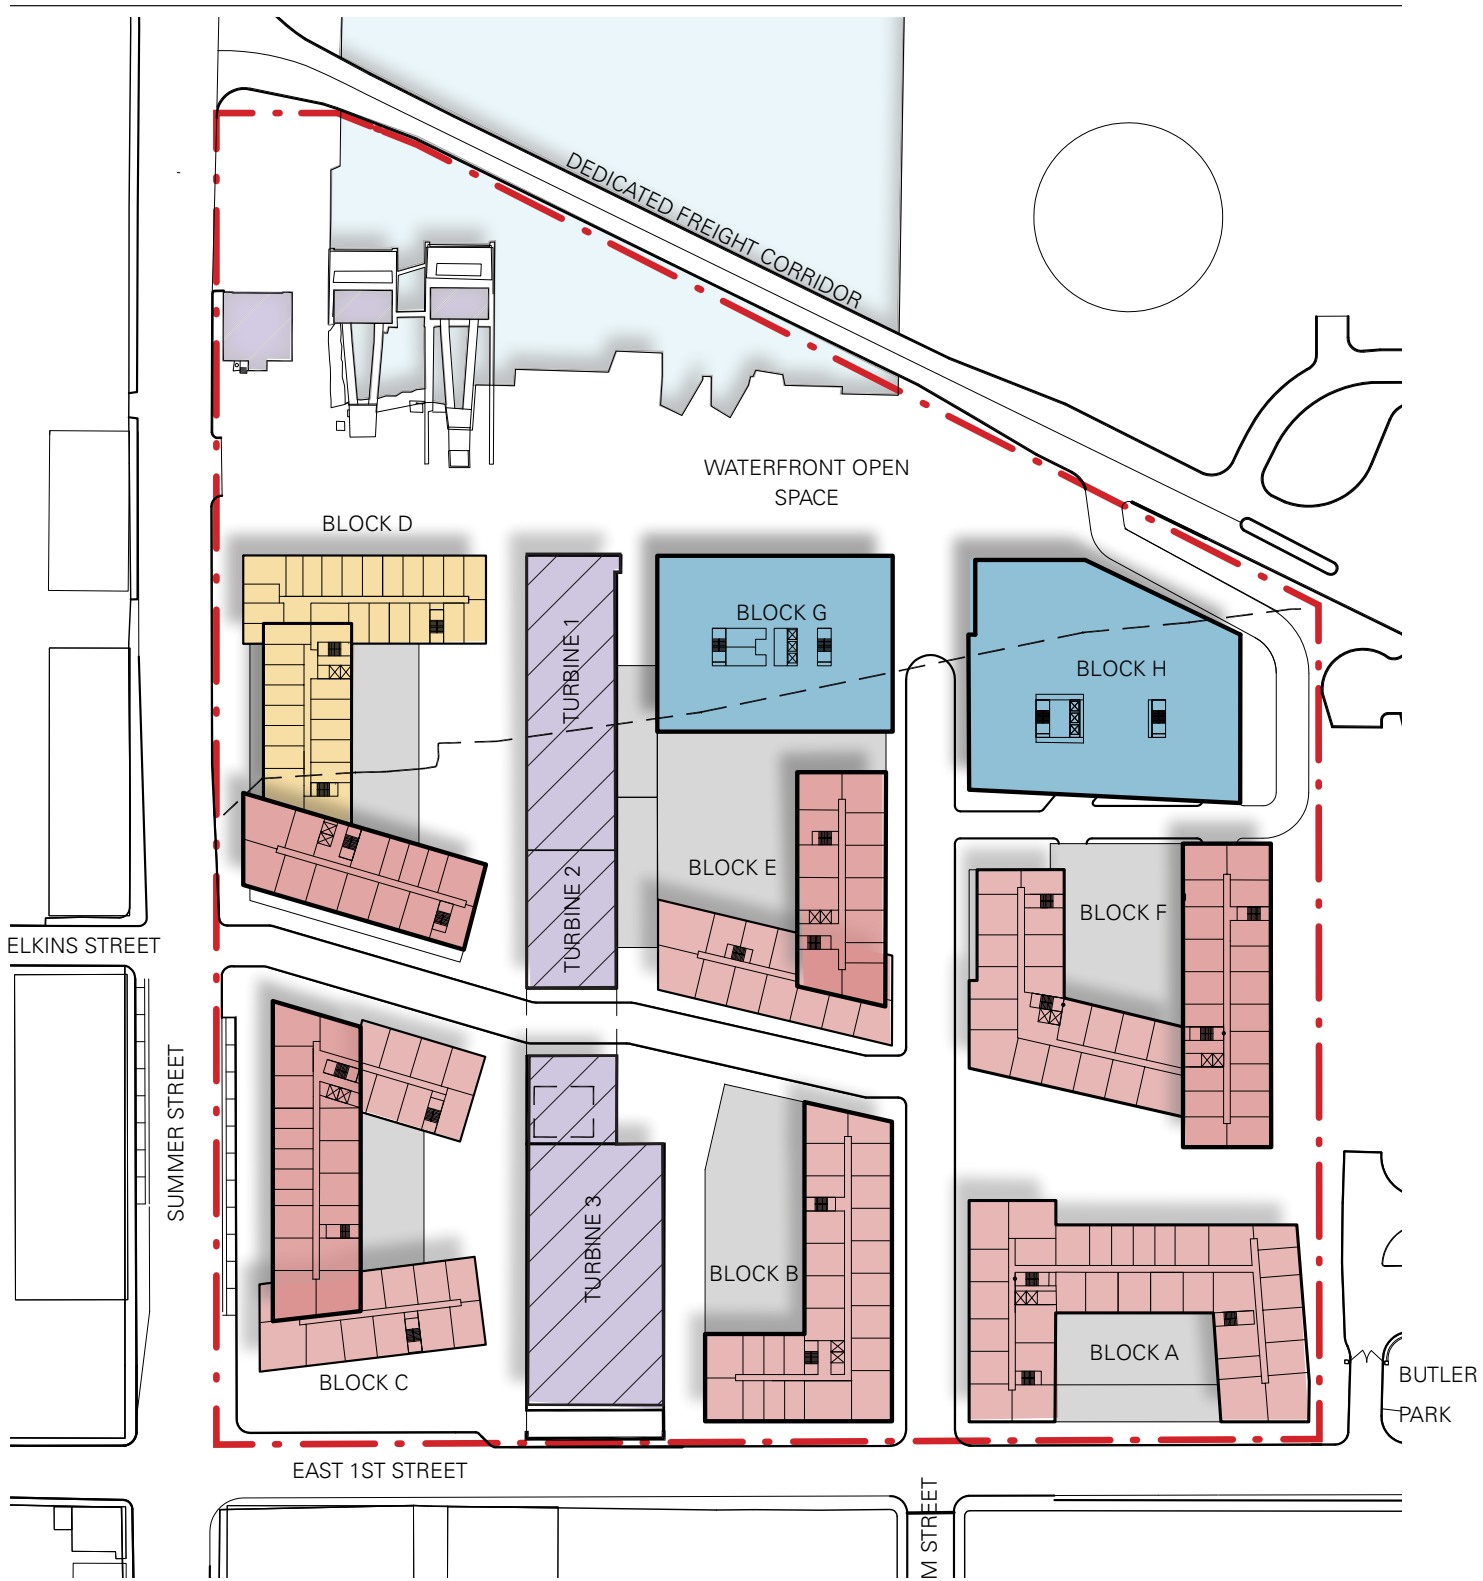 DEDICATED FREIGHT CORRIDOR
WATERFRONT OPEN
SPACE
BLOCK D
TURBINE 1
BLOCK G
BLOCK H
TURBINE 2
BLOCK E
BLOCK F
ELKINS STREET
SUMMER STREET
TURBINE 3
BLOCK B
BLOCK A
BLOCK C
BUTLER
PARK
EAST 1ST STREET
M STREET